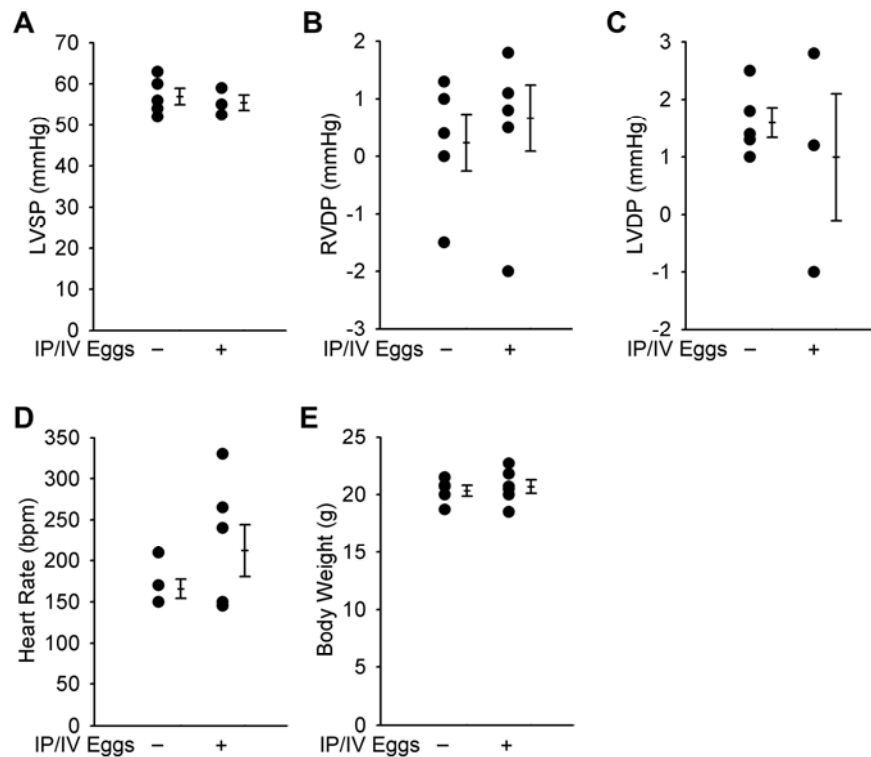 A
LVSP (mmHg)
70
60
50
40
30
20
10
0
IP/IV Eggs – +
B
RVDP (mmHg)
2
1
0
-1
-2
-3
IP/IV Eggs – +
C
LVDP (mmHg)
3
2
1
0
-1
-2
IP/IV Eggs – +
D
Heart Rate (bpm)
350
300
250
200
150
100
50
0
IP/IV Eggs – +
E
Body Weight (g)
25
20
15
10
5
0
IP/IV Eggs – +